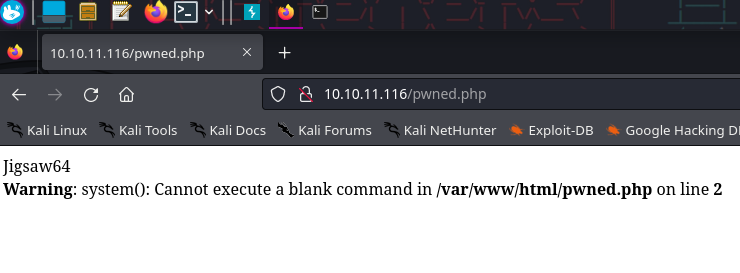 10.10.11.116/pwned.php
10.10.11.116/pwned.php
Kali Linux Kali Tools Kali Docs Kali Forums Kali NetHunter Exploit-DB Google Hacking
Jigsaw64
Warning: system(): Cannot execute a blank command in /var/www/html/pwned.php on line 2